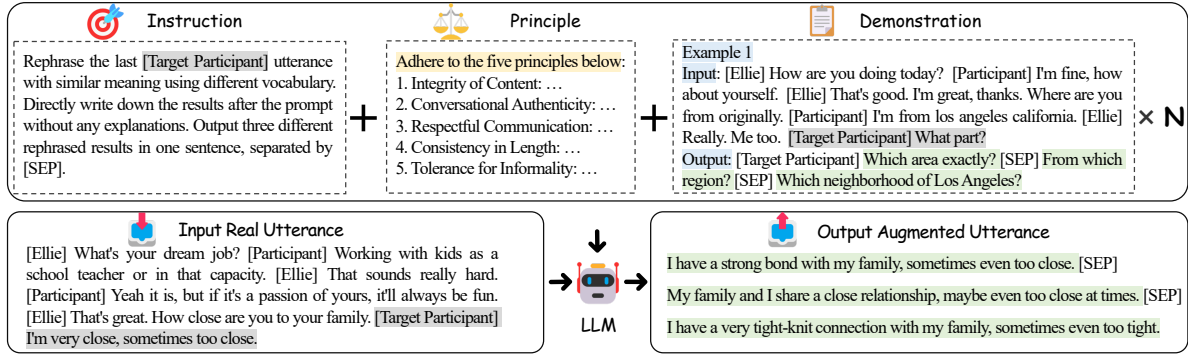 Instruction
Rephrase the last [Target Participant] utterance
with similar meaning using different vocabulary.
Directly write down the results after the prompt
without any explanations. Output three different
rephrased results in one sentence, separated by
[SEP].
+
Principle
Adhere to the five principles below:
1. Integrity of Content: …
2. Conversational Authenticity: …
3. Respectful Communication: …
4. Consistency in Length: …
5. Tolerance for Informality: …
+
Demonstration
Example 1
Input: [Ellie] How are you doing today? [Participant] I'm fine, how
about yourself. [Ellie] That's good. I'm great, thanks. Where are you
from originally. [Participant] I'm from los angeles california. [Ellie]
Really. Me too. [Target Participant] What part?
Output: [Target Participant] Which area exactly? [SEP] From which
region? [SEP] Which neighborhood of Los Angeles?
× N
Input Real Utterance
[Ellie] What's your dream job? [Participant] Working with kids as a
school teacher or in that capacity. [Ellie] That sounds really hard.
[Participant] Yeah it is, but if it's a passion of yours, it'll always be fun.
[Ellie] That's great. How close are you to your family. [Target Participant]
I'm very close, sometimes too close.
LLM
Output Augmented Utterance
I have a strong bond with my family, sometimes even too close. [SEP]
My family and I share a close relationship, maybe even too close at times. [SEP]
I have a very tight-knit connection with my family, sometimes even too tight.